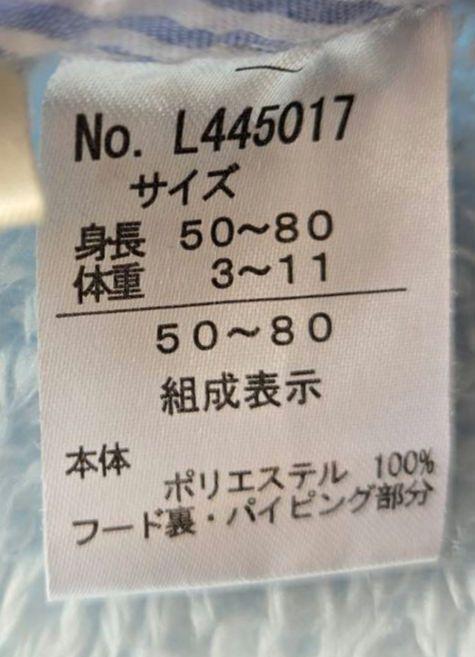 No. L445017
サイズ
身長 50～80
体重 3～11
50～80
組成表示
本体
ポリエステル 100%
フード裏・パイピング部分